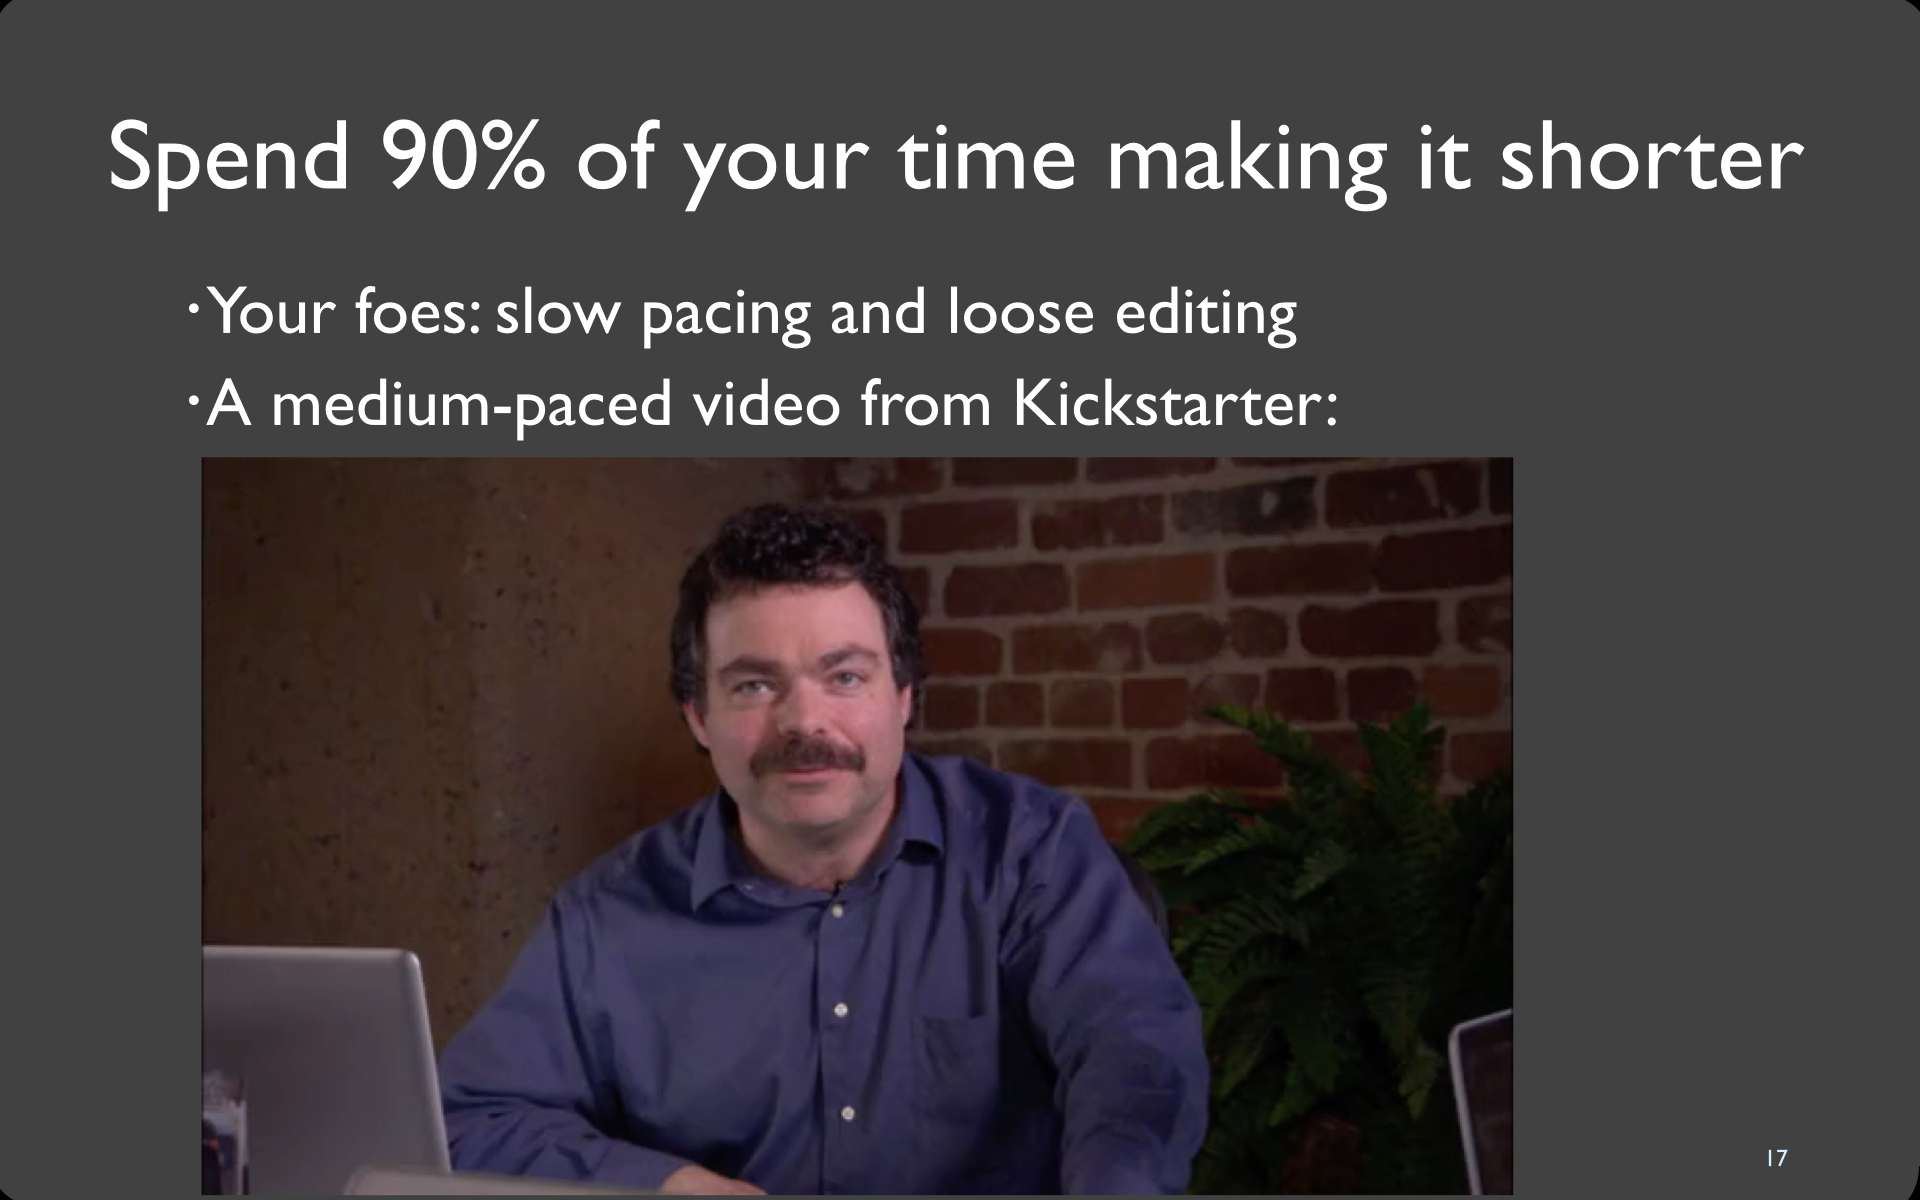 Spend 90% of your time making it shorter
• Your foes: slow pacing and loose editing
• A medium-paced video from Kickstarter:
17